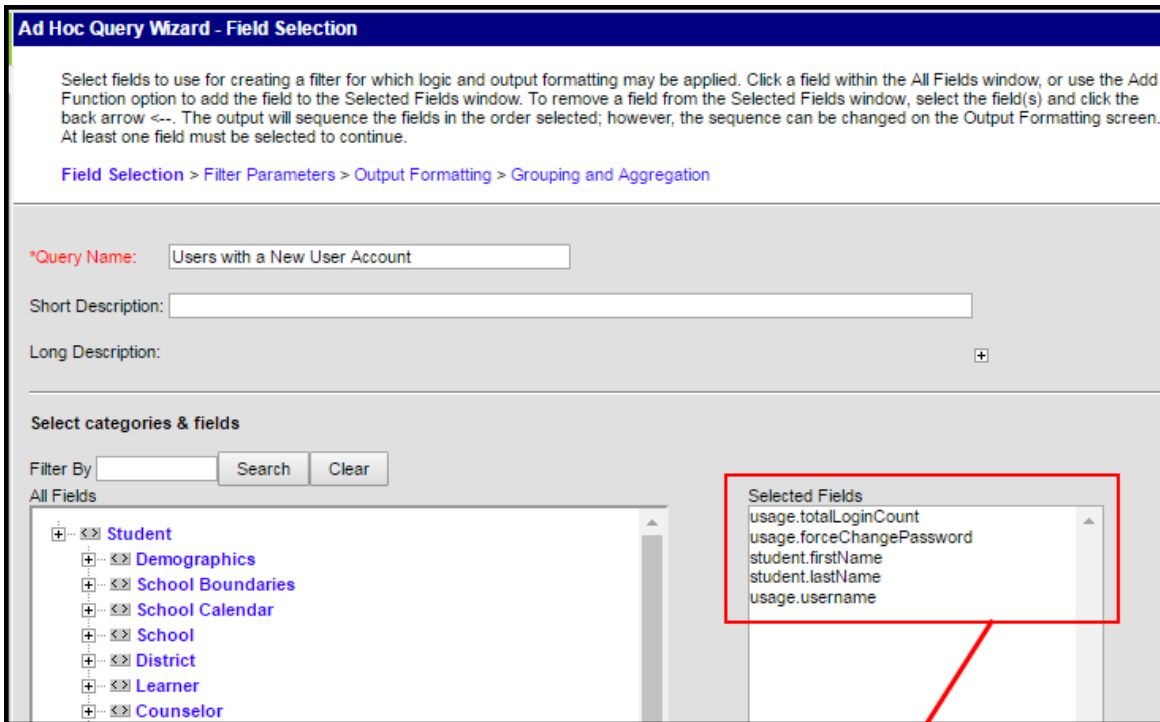 Ad Hoc Query Wizard - Field Selection
Select fields to use for creating a filter for which logic and output formatting may be applied. Click a field within the All Fields window, or use the Add
Function option to add the field to the Selected Fields window. To remove a field from the Selected Fields window, select the field(s) and click the
back arrow <--. The output will sequence the fields in the order selected; however, the sequence can be changed on the Output Formatting screen.
At least one field must be selected to continue.
Field Selection > Filter Parameters > Output Formatting > Grouping and Aggregation
*Query Name: Users with a New User Account
Short Description:
Long Description:
Select categories & fields
Filter By Search Clear
All Fields
Student
Demographics
School Boundaries
School Calendar
School
District
Learner
Counselor
Selected Fields
usage.totalLoginCount
usage.forceChangePassword
student.firstName
student.lastName
usage.username